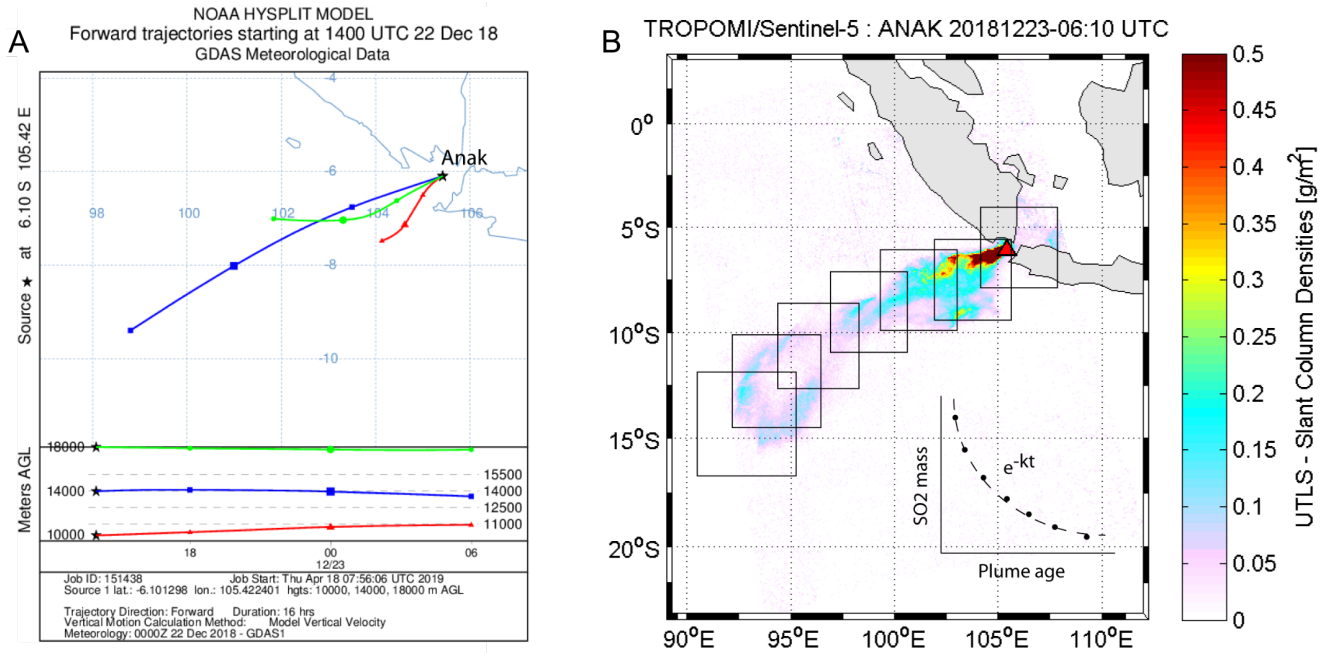 A
NOAA HYSPLIT MODEL
Forward trajectories starting at 1400 UTC 22 Dec 18
GDAS Meteorological Data
Source ★ at 6.10 S 105.42 E
-4
Anak
-6
98 100 102 104 106
-8
-10
Meters AGL
18000
14000
10000
15500
14000
12500
11000
18 00 06
12/23
Job ID: 151438 Job Start: Thu Apr 18 07:56:06 UTC 2019
Source 1 lat.: -6.101298 lon.: 105.422401 hgts: 10000, 14000, 18000 m AGL
Trajectory Direction: Forward Duration: 16 hrs
Vertical Motion Calculation Method: Model Vertical Velocity
Meteorology: 0000Z 22 Dec 2018 - GDAS1
B
TROPOMI/Sentinel-5 : ANAK 20181223-06:10 UTC
0°
5°S
10°S
15°S
20°S
90°E 95°E 100°E 105°E 110°E
SO2 mass
e-kt
Plume age
0.5
0.45
0.4
0.35
0.3
0.25
0.2
0.15
0.1
0.05
0
UTLS - Slant Column Densities [g/m²]